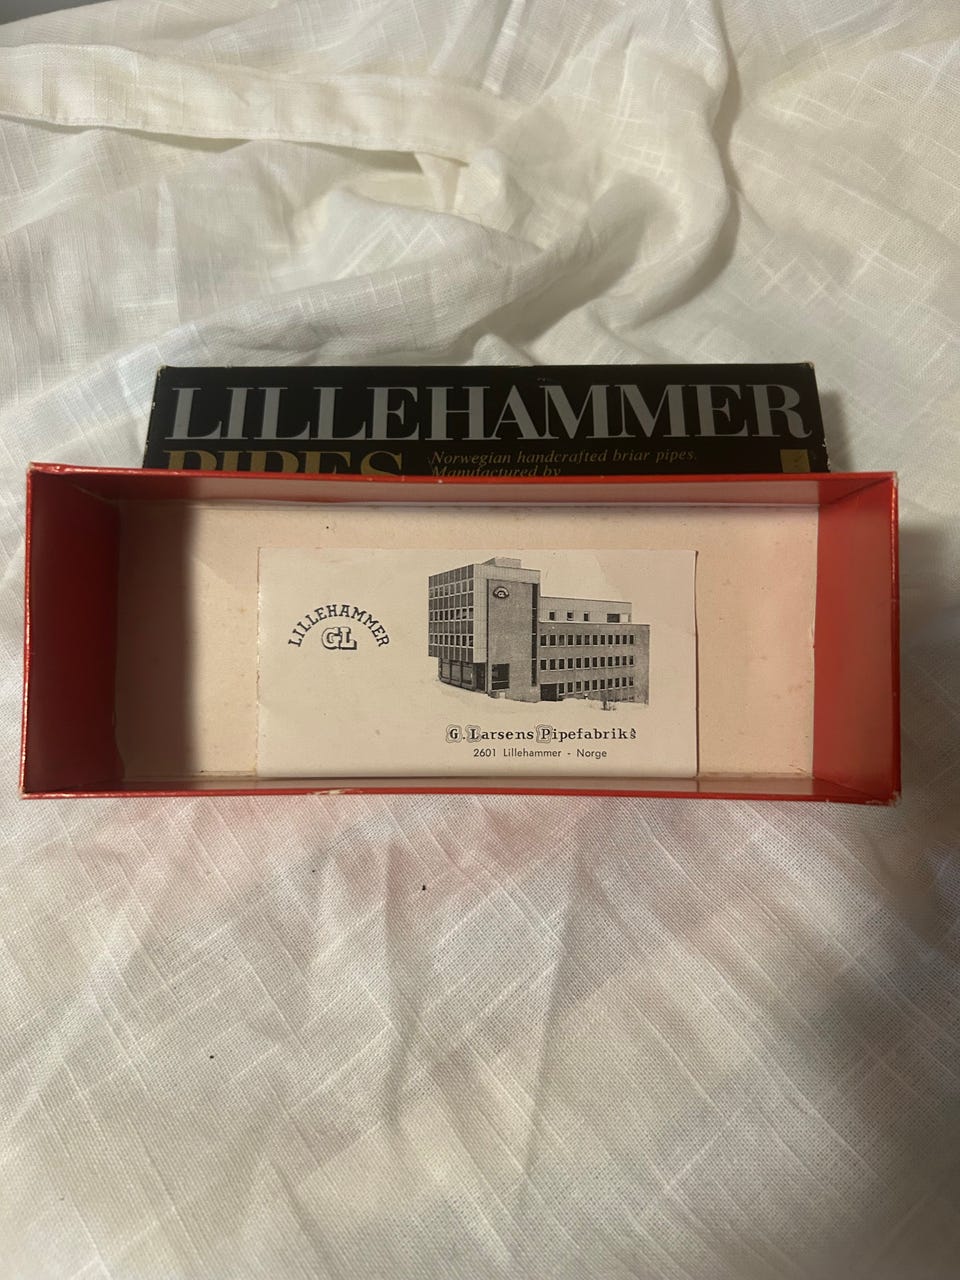 LILLEHAMMER
PIPES
Norwegian handcrafted briar pipes.
Manufactured by
LILLEHAMMER
GL
G. Larsens Pipefabrik A/S
2601 Lillehammer - Norge